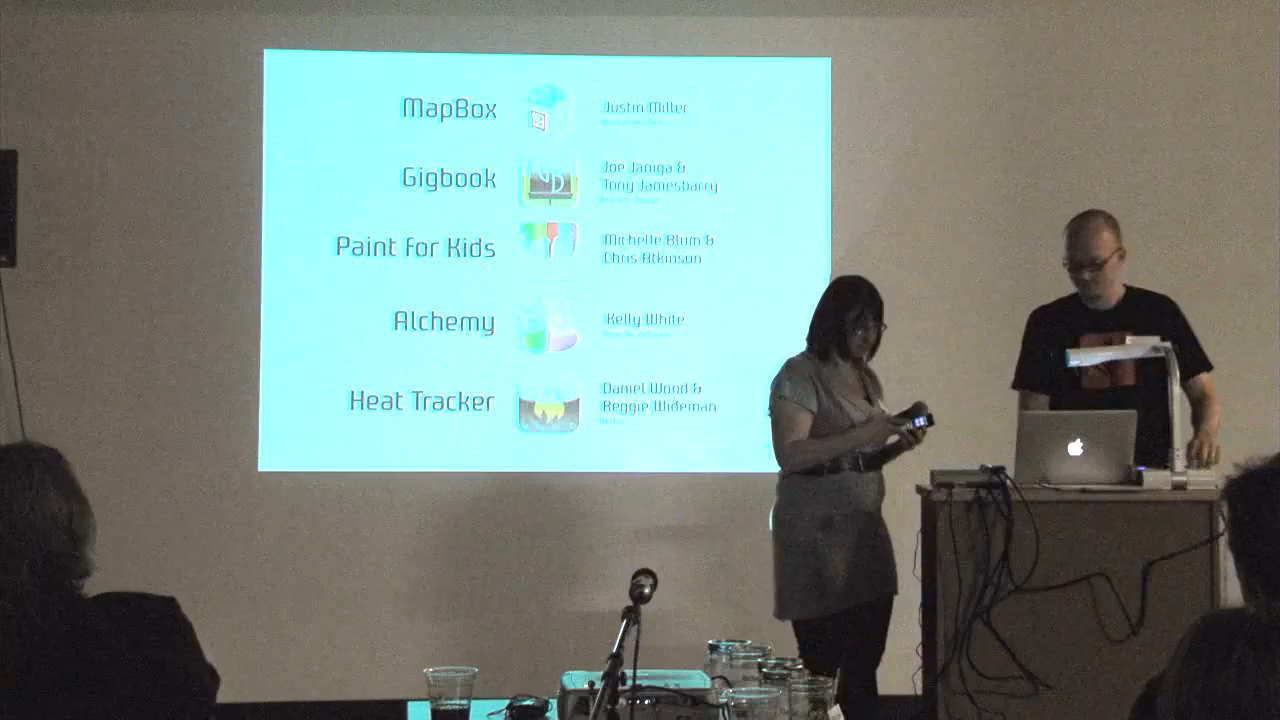 MapBox
Justin Miller
Gigbook
Joe Janiga &
Tony Jamesbarry
Paint for Kids
Michelle Blum &
Chris Atkinson
Alchemy
Kelly White
Heat Tracker
Daniel Wood &
Reggie Wideman